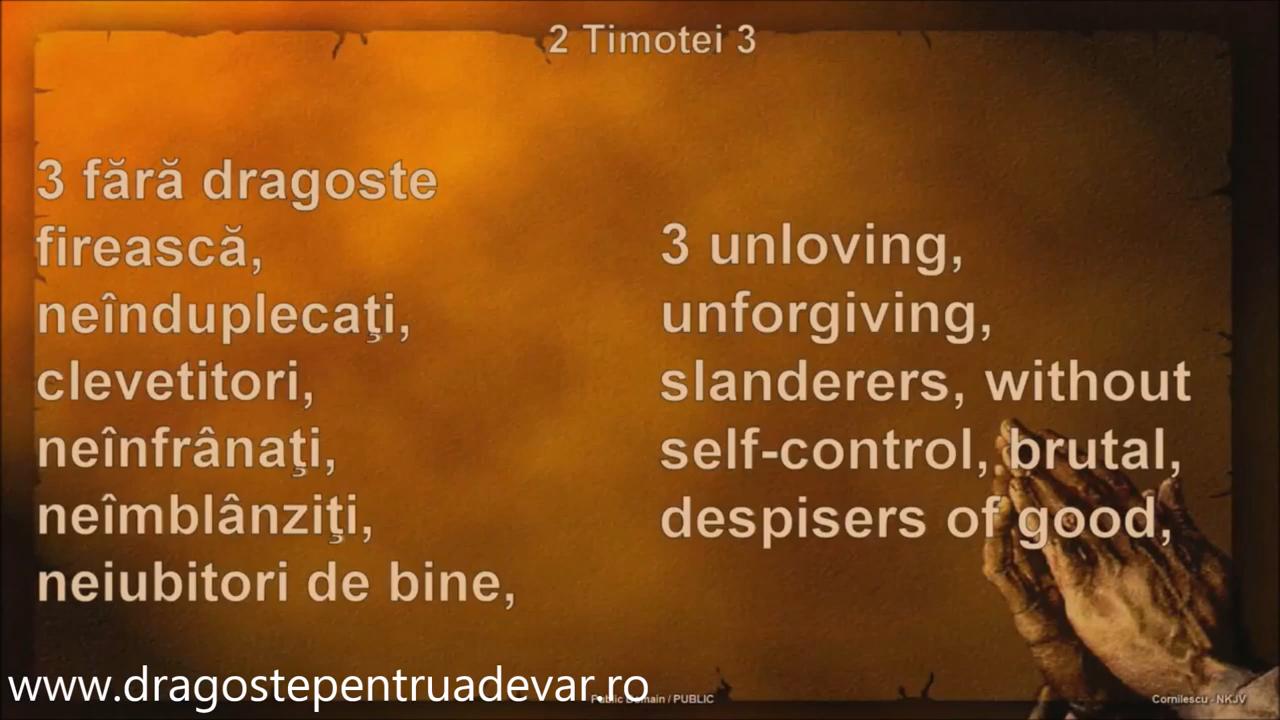 2 Timotei 3
3 fără dragoste
firească,
neînduplecaţi,
clevetitori,
neînfrânaţi,
neîmblânziţi,
neiubitori de bine,
3 unloving,
unforgiving,
slanderers, without
self-control, brutal,
despisers of good,
www.dragostepentruadevar.ro
Public Domain / PUBLIC
Cornilescu - NKJV